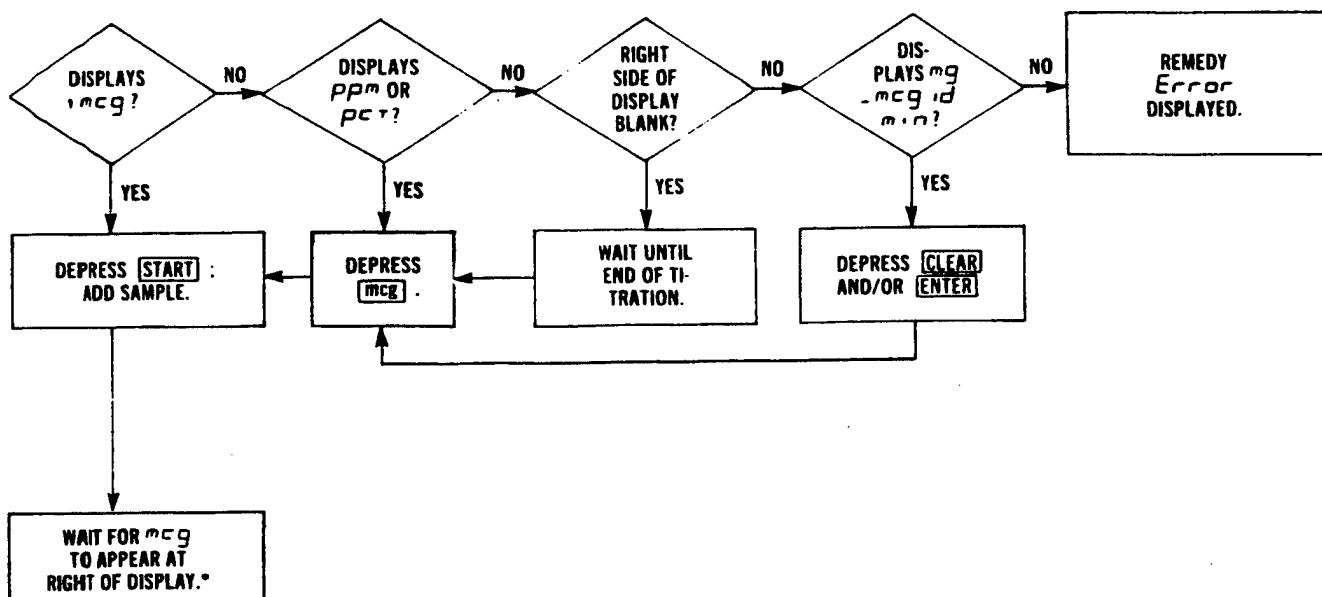 DISPLAYS
mcg?
NO
YES
DISPLAYS
ppm OR
pct?
NO
YES
RIGHT
SIDE OF
DISPLAY
BLANK?
NO
YES
DIS-
PLAYS mg
_mcg id
min?
NO
YES
REMEDY
Error
DISPLAYED.
DEPRESS START :
ADD SAMPLE.
DEPRESS
mcg .
WAIT UNTIL
END OF TI-
TRATION.
DEPRESS CLEAR
AND/OR ENTER
WAIT FOR mcg
TO APPEAR AT
RIGHT OF DISPLAY.*